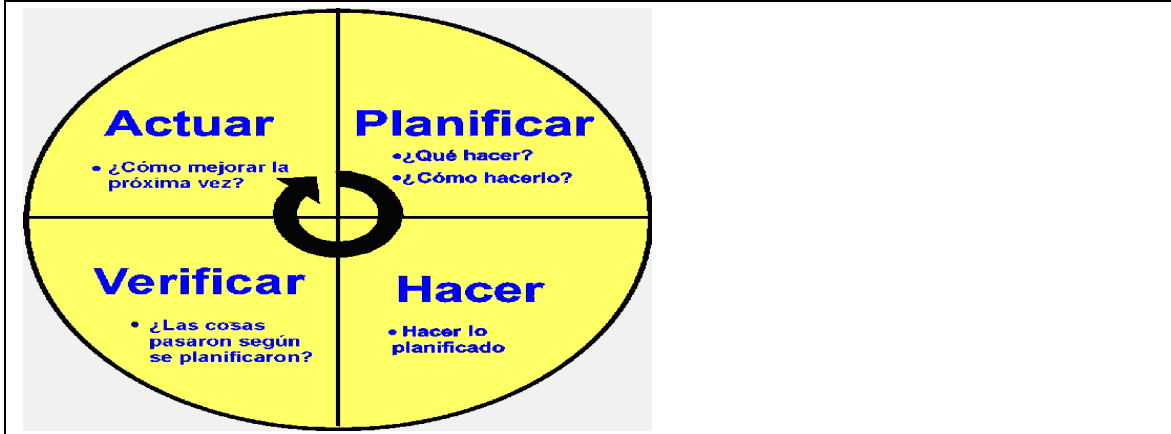 Actuar
• ¿Cómo mejorar la
próxima vez?
Planificar
•¿Qué hacer?
•¿Cómo hacerlo?
Verificar
• ¿Las cosas
pasaron según
se planificaron?
Hacer
• Hacer lo
planificado